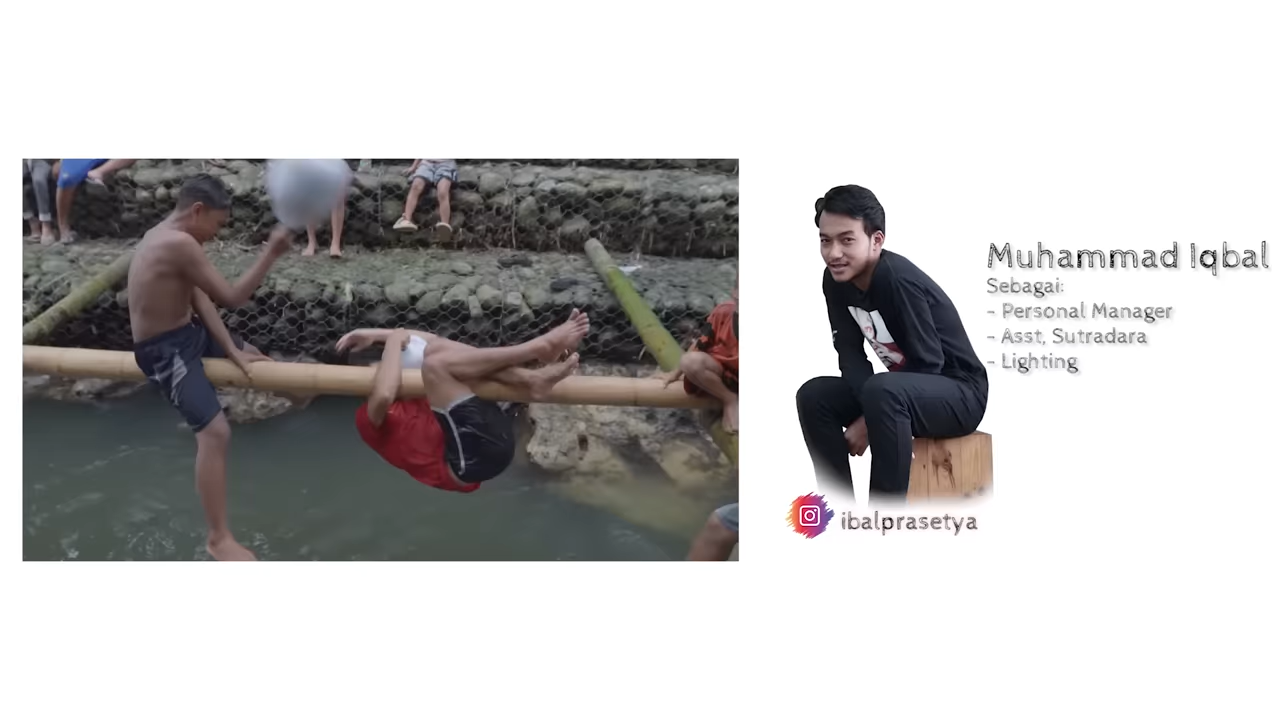 Muhammad Iqbal
Sebagai:
- Personal Manager
- Asst, Sutradara
- Lighting
ibalprasetya